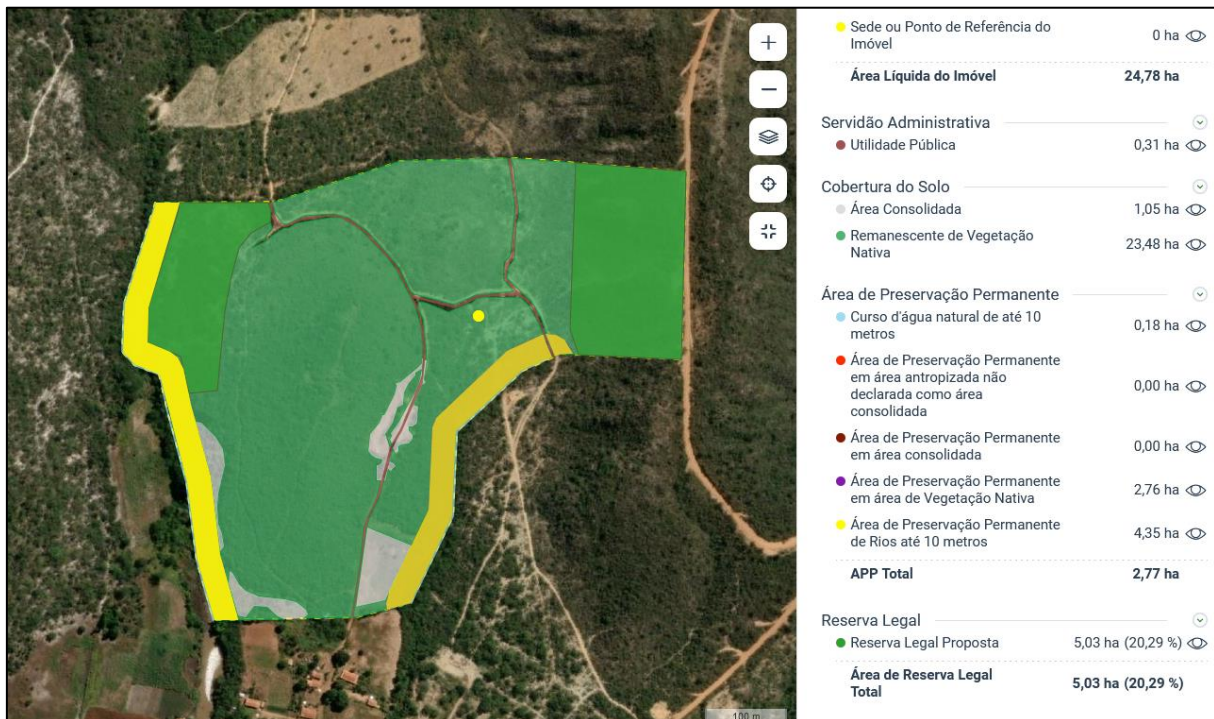 Sede ou Ponto de Referência do
Imóvel
0 ha
Área Líquida do Imóvel 24,78 ha
Servidão Administrativa
Utilidade Pública 0,31 ha
Cobertura do Solo
Área Consolidada 1,05 ha
Remanescente de Vegetação
Nativa
23,48 ha
Área de Preservação Permanente
Curso d'água natural de até 10
metros
0,18 ha
Área de Preservação Permanente
em área antropizada não
declarada como área
consolidada
0,00 ha
Área de Preservação Permanente
em área consolidada
0,00 ha
Área de Preservação Permanente
em área de Vegetação Nativa
2,76 ha
Área de Preservação Permanente
de Rios até 10 metros
4,35 ha
APP Total 2,77 ha
Reserva Legal
Reserva Legal Proposta 5,03 ha (20,29 %)
Área de Reserva Legal
Total
5,03 ha (20,29 %)
100 m